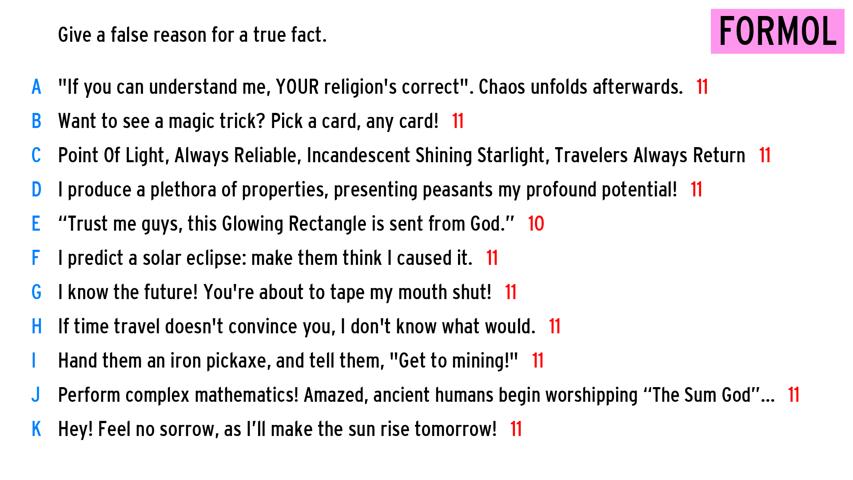 Give a false reason for a true fact.
FORMOL
A "If you can understand me, YOUR religion's correct". Chaos unfolds afterwards. 11
B Want to see a magic trick? Pick a card, any card! 11
C Point Of Light, Always Reliable, Incandescent Shining Starlight, Travelers Always Return 11
D I produce a plethora of properties, presenting peasants my profound potential! 11
E “Trust me guys, this Glowing Rectangle is sent from God.” 10
F I predict a solar eclipse: make them think I caused it. 11
G I know the future! You're about to tape my mouth shut! 11
H If time travel doesn't convince you, I don't know what would. 11
I Hand them an iron pickaxe, and tell them, "Get to mining!" 11
J Perform complex mathematics! Amazed, ancient humans begin worshipping “The Sum God”... 11
K Hey! Feel no sorrow, as I’ll make the sun rise tomorrow! 11